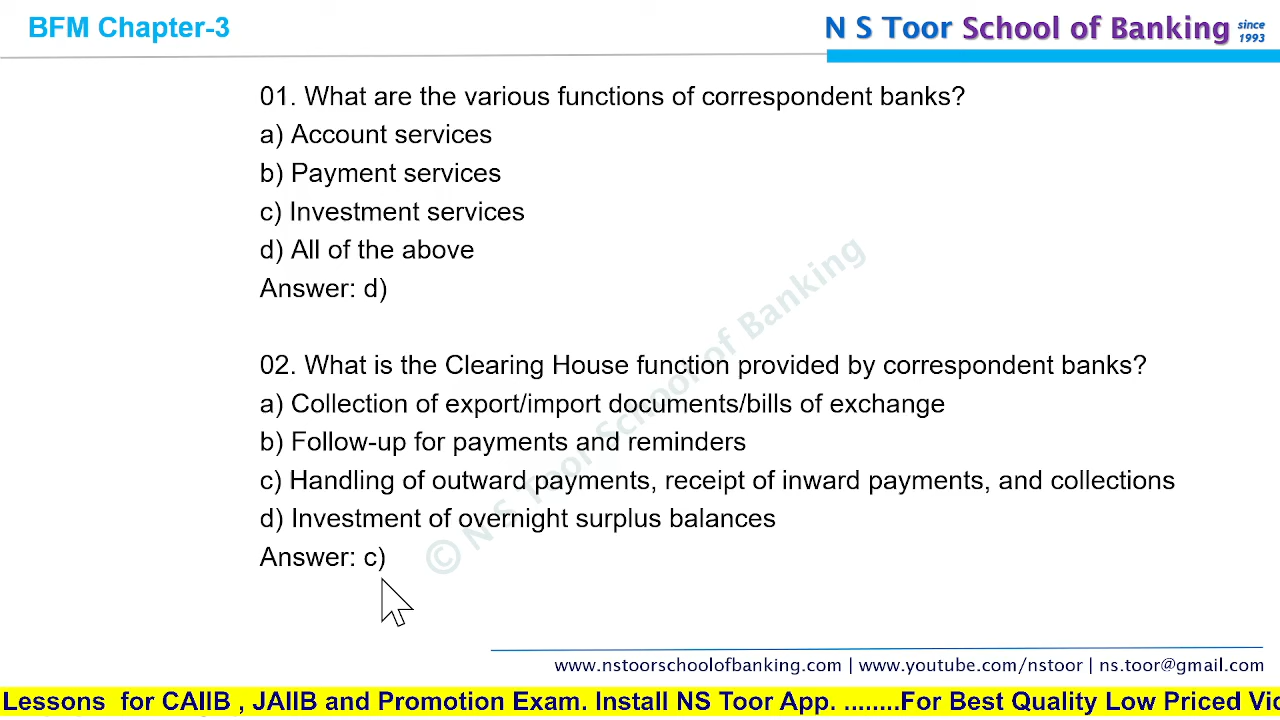 BFM Chapter-3
N S Toor School of Banking since 1993
01. What are the various functions of correspondent banks?
a) Account services
b) Payment services
c) Investment services
d) All of the above
Answer: d)
02. What is the Clearing House function provided by correspondent banks?
a) Collection of export/import documents/bills of exchange
b) Follow-up for payments and reminders
c) Handling of outward payments, receipt of inward payments, and collections
d) Investment of overnight surplus balances
Answer: c)
© N S Toor School of Banking
www.nstoorschoolofbanking.com | www.youtube.com/nstoor | ns.toor@gmail.com
Lessons for CAIIB , JAIIB and Promotion Exam. Install NS Toor App. ........For Best Quality Low Priced